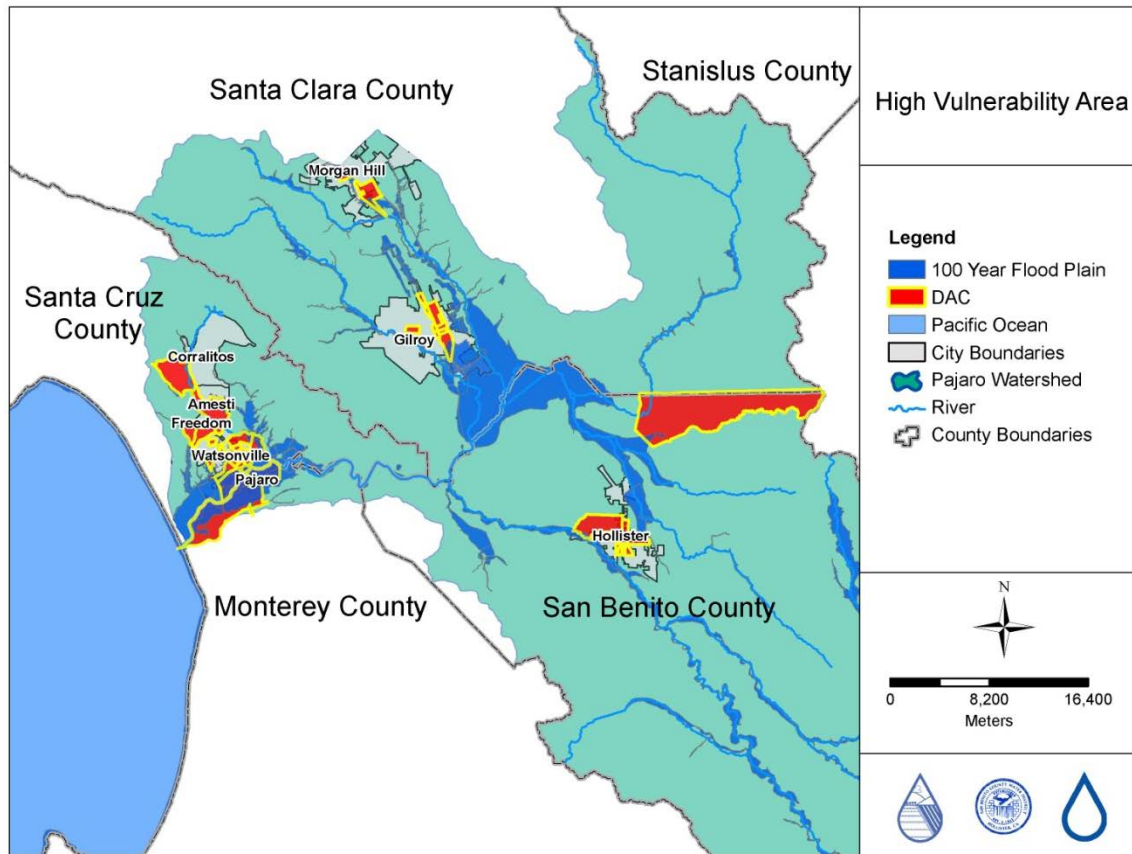 Santa Clara County
Stanislus County
Morgan Hill
Santa Cruz
County
Gilroy
Corralitos
Amesti
Freedom
Watsonville
Pajaro
Hollister
Monterey County
San Benito County
High Vulnerability Area
Legend
100 Year Flood Plain
DAC
Pacific Ocean
City Boundaries
Pajaro Watershed
River
County Boundaries
N
0 8,200 16,400
Meters